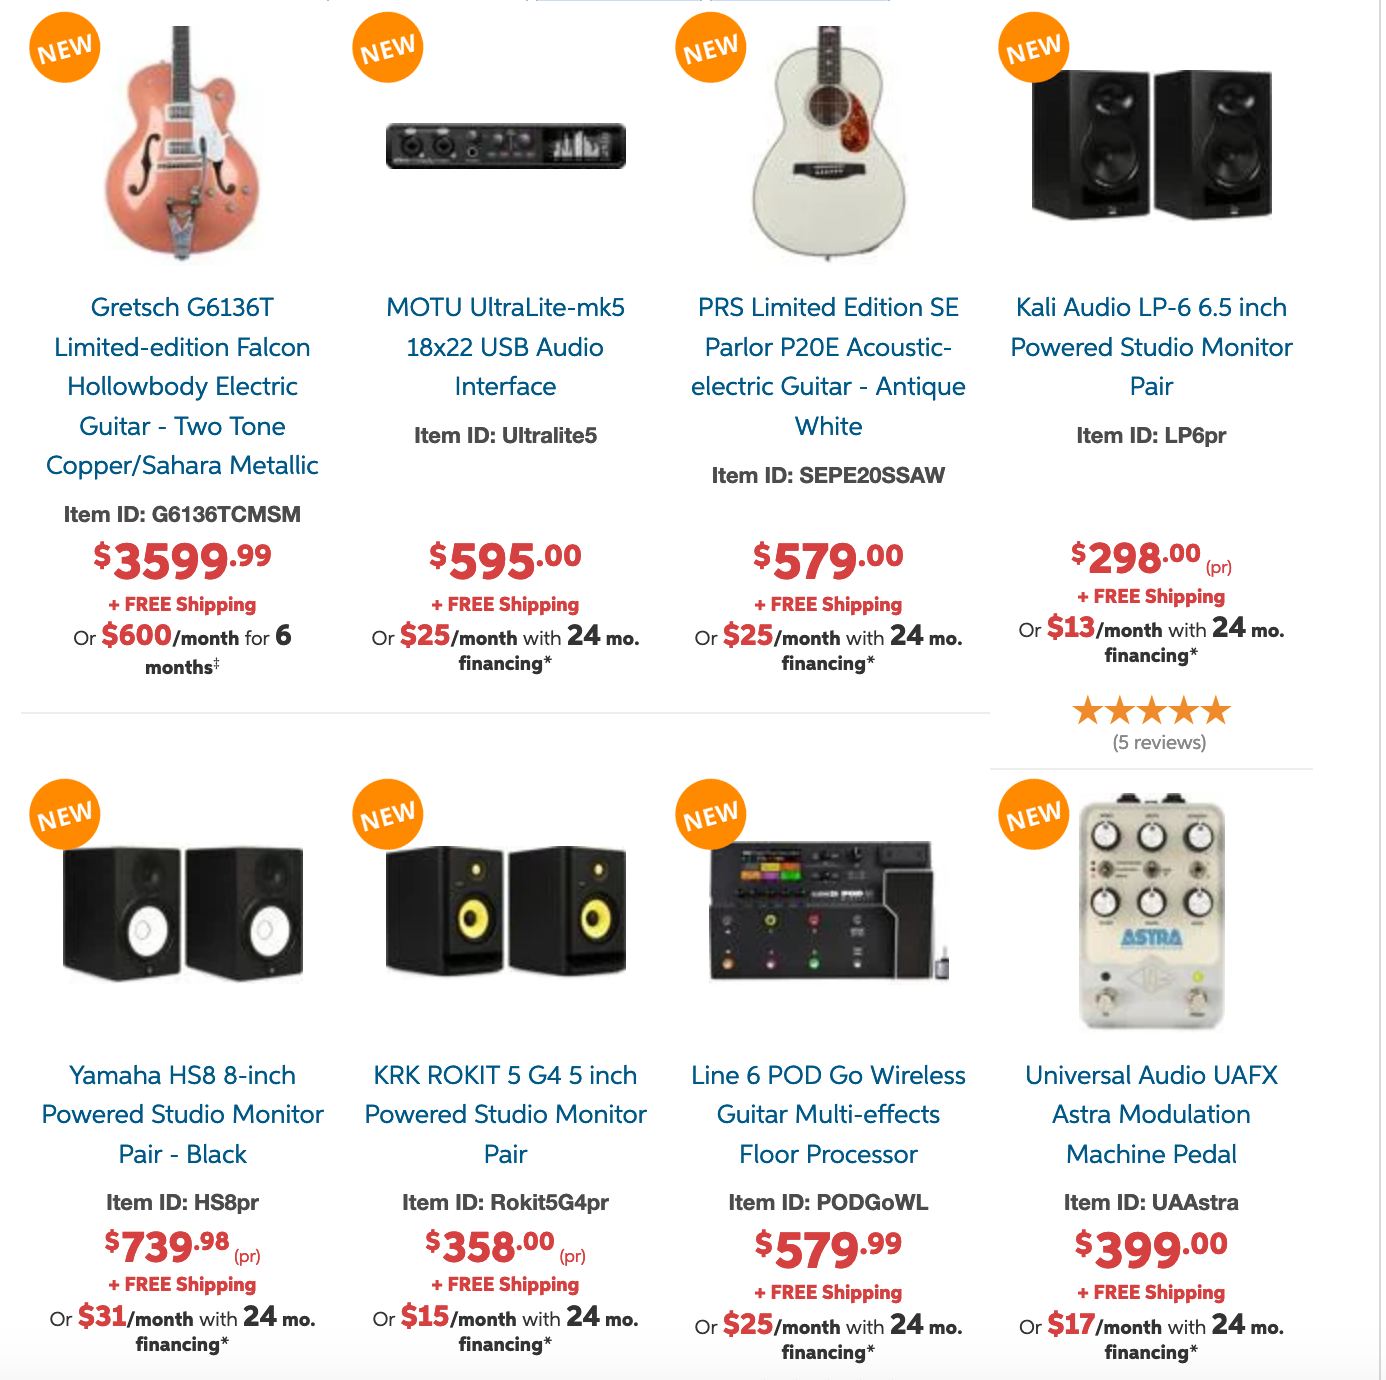 NEW
NEW
NEW
NEW
Gretsch G6136T
Limited-edition Falcon
Hollowbody Electric
Guitar - Two Tone
Copper/Sahara Metallic
Item ID: G6136TCMSM
$3599.99
+ FREE Shipping
Or $600/month for 6
months‡
MOTU UltraLite-mk5
18x22 USB Audio
Interface
Item ID: Ultralite5
$595.00
+ FREE Shipping
Or $25/month with 24 mo.
financing*
PRS Limited Edition SE
Parlor P20E Acoustic-
electric Guitar - Antique
White
Item ID: SEPE20SSAW
$579.00
+ FREE Shipping
Or $25/month with 24 mo.
financing*
Kali Audio LP-6 6.5 inch
Powered Studio Monitor
Pair
Item ID: LP6pr
$298.00 (pr)
+ FREE Shipping
Or $13/month with 24 mo.
financing*
(5 reviews)
NEW
NEW
NEW
NEW
ASTRA
Yamaha HS8 8-inch
Powered Studio Monitor
Pair - Black
Item ID: HS8pr
$739.98 (pr)
+ FREE Shipping
Or $31/month with 24 mo.
financing*
KRK ROKIT 5 G4 5 inch
Powered Studio Monitor
Pair
Item ID: Rokit5G4pr
$358.00 (pr)
+ FREE Shipping
Or $15/month with 24 mo.
financing*
Line 6 POD Go Wireless
Guitar Multi-effects
Floor Processor
Item ID: PODGoWL
$579.99
+ FREE Shipping
Or $25/month with 24 mo.
financing*
Universal Audio UAFX
Astra Modulation
Machine Pedal
Item ID: UAAstra
$399.00
+ FREE Shipping
Or $17/month with 24 mo.
financing*